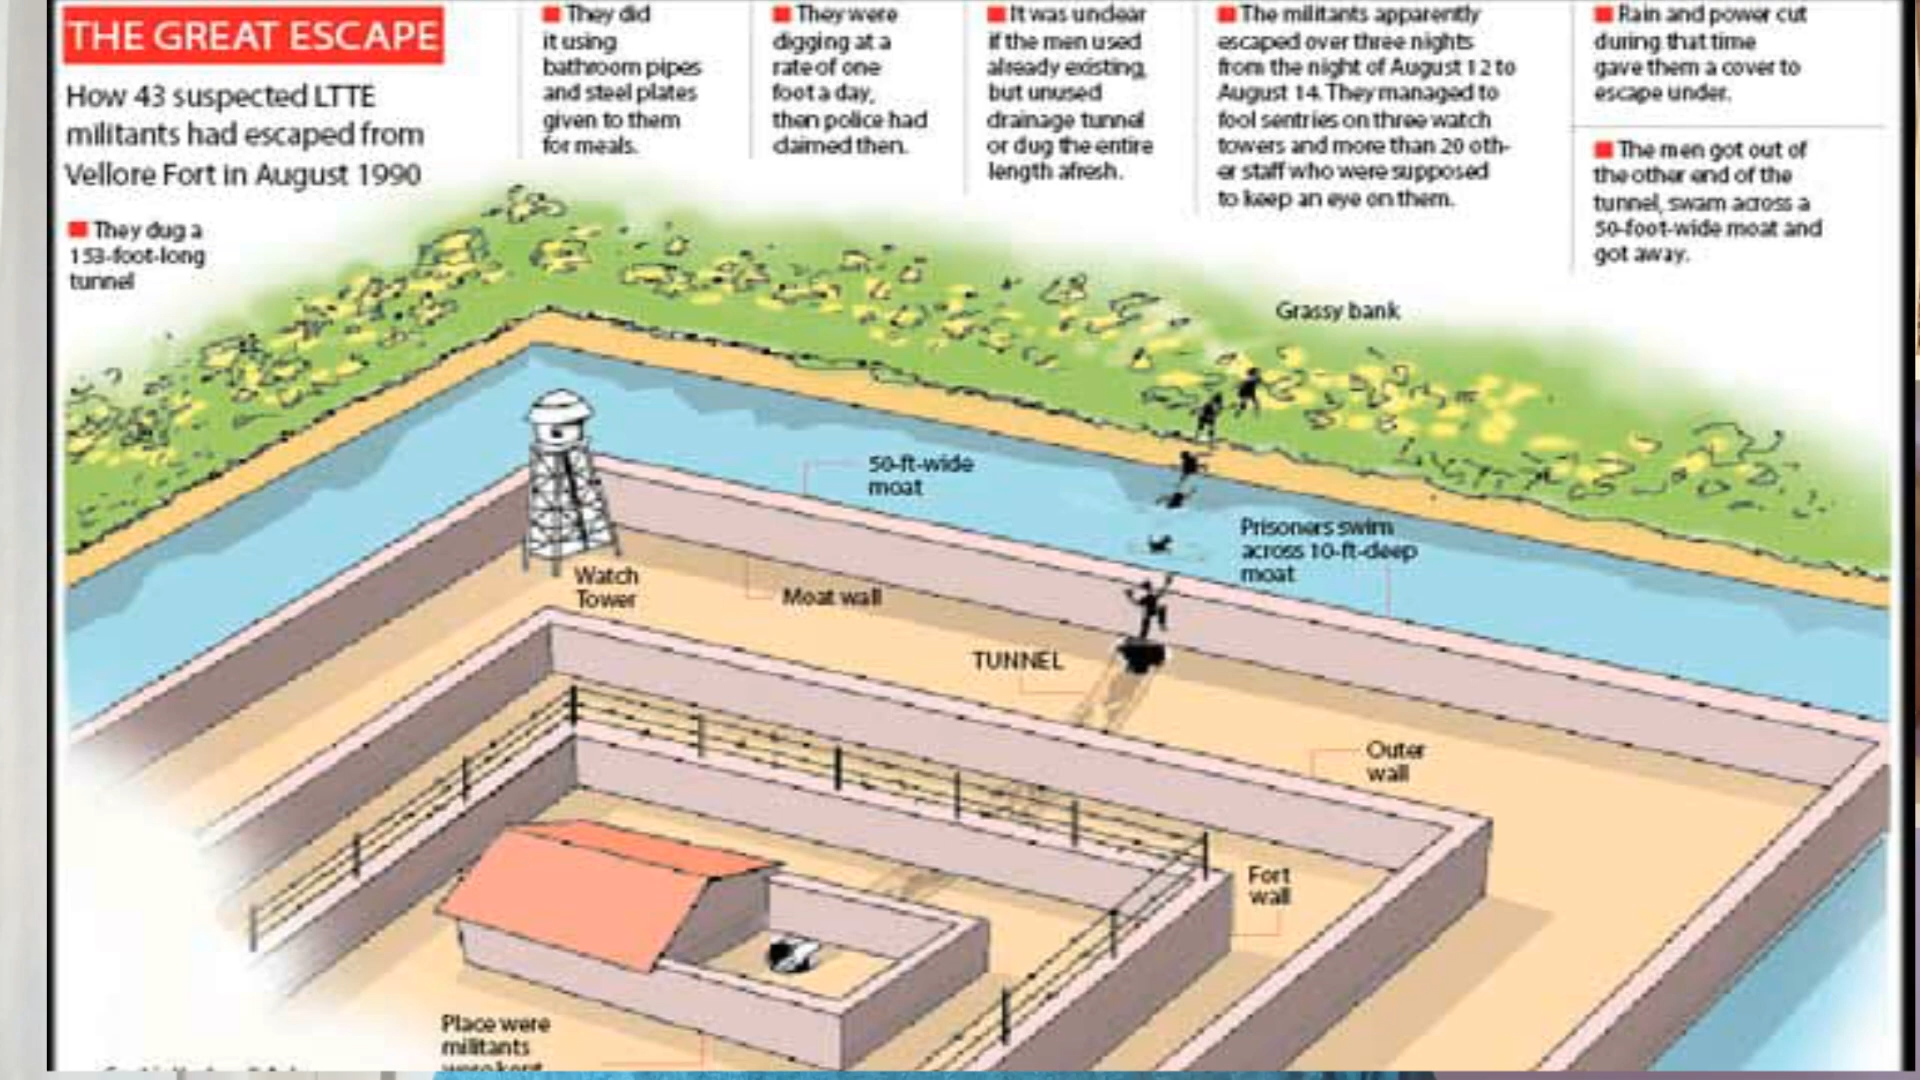 THE GREAT ESCAPE
How 43 suspected LTTE
militants had escaped from
Vellore Fort in August 1990
They dug a
153-foot-long
tunnel
They did
it using
bathroom pipes
and steel plates
given to them
for meals.
They were
digging at a
rate of one
foot a day,
then police had
claimed then.
It was unclear
if the men used
already existing,
but unused
drainage tunnel
or dug the entire
length afresh.
The militants apparently
escaped over three nights
from the night of August 12 to
August 14. They managed to
fool sentries on three watch
towers and more than 20 oth-
er staff who were supposed
to keep an eye on them.
Rain and power cut
during that time
gave them a cover to
escape under.
The men got out of
the other end of the
tunnel, swam across a
50-foot-wide moat and
got away.
Grassy bank
50-ft-wide
moat
Prisoners swim
across 10-ft-deep
moat
Watch
Tower
Moat wall
TUNNEL
Outer
wall
Fort
wall
Place were
militants
were kept